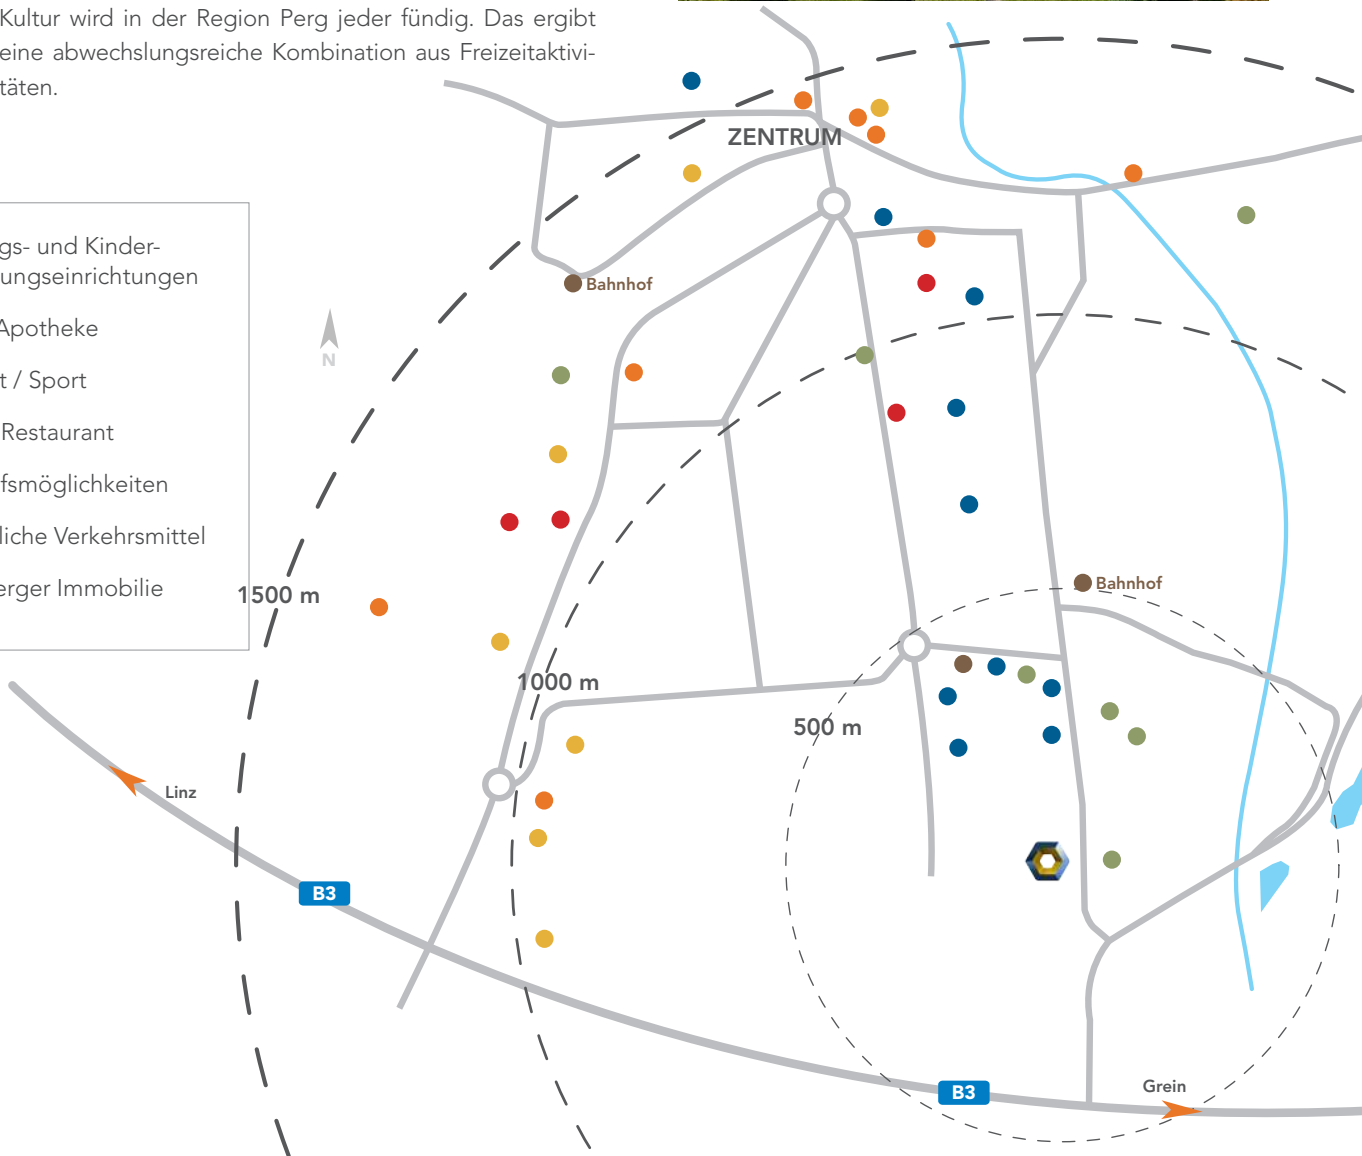 Kultur wird in der Region Perg jeder fündig. Das ergibt
eine abwechslungsreiche Kombination aus Freizeitaktivi-
täten.
ZENTRUM
gs- und Kinder-
ungseinrichtungen
Apotheke
t / Sport
Restaurant
fsmöglichkeiten
liche Verkehrsmittel
erger Immobilie
Bahnhof
N
Bahnhof
1500 m
1000 m
500 m
Linz
B3
B3
Grein